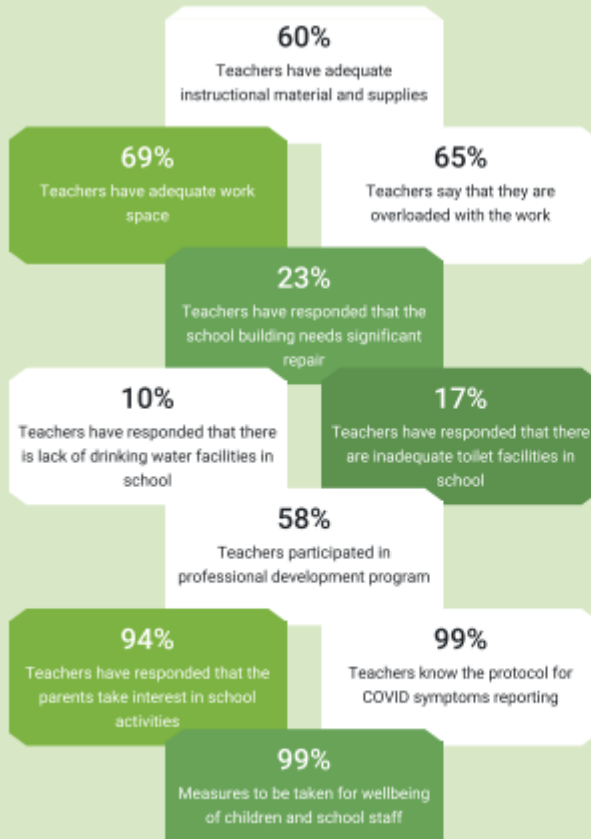 60%
Teachers have adequate
instructional material and supplies
69%
Teachers have adequate work
space
65%
Teachers say that they are
overloaded with the work
23%
Teachers have responded that the
school building needs significant
repair
10%
Teachers have responded that there
is lack of drinking water facilities in
school
17%
Teachers have responded that there
are inadequate toilet facilities in
school
58%
Teachers participated in
professional development program
94%
Teachers have responded that the
parents take interest in school
activities
99%
Teachers know the protocol for
COVID symptoms reporting
99%
Measures to be taken for wellbeing
of children and school staff